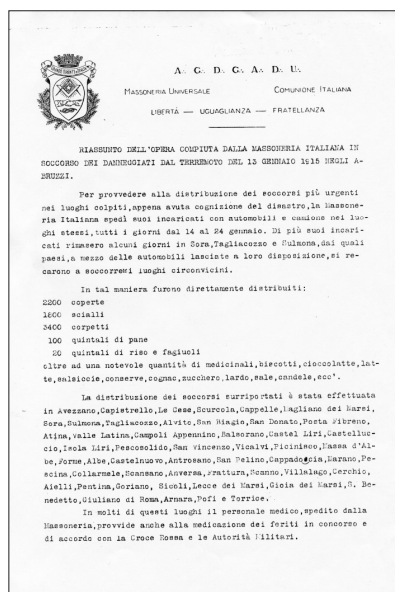 A∴ G∴ D∴ G∴ A∴ D∴ U∴
MASSONERIA UNIVERSALE COMUNIONE ITALIANA
LIBERTÀ — UGUAGLIANZA — FRATELLANZA
RIASSUNTO DELL'OPERA COMPIUTA DALLA MASSONERIA ITALIANA IN
SOCCORSO DEI DANNEGGIATI DAL TERREMOTO DEL 13 GENNAIO 1915 NEGLI A-
BRUZZI.
Per provvedere alla distribuzione dei soccorsi più urgenti
nei luoghi colpiti,appena avuta cognizione del disastro,la Massone-
ria Italiana spedì suoi incaricati con automobili e camions nei luo-
ghi stessi,tutti i giorni dal 14 al 24 gennaio. Di più suoi incari-
cati rimasero alcuni giorni in Sora,Tagliacozzo e Sulmona,dai quali
paesi,a mezzo delle automobili lasciate a loro disposizione,si re-
carono a soccorrere i luoghi circonvicini.
In tal maniera furono direttamente distribuiti:
2200 coperte
1800 scialli
3400 corpetti
100 quintali di pane
20 quintali di riso e fagiuoli
oltre ad una notevole quantità di medicinali,biscotti,cioccolatte,lat-
te,salsiccie,conserve,cognac,zucchero,lardo,sale,candele,ecc°.
La distribuzione dei soccorsi surriportati è stata effettuata
in Avezzano,Capistrello,Le Cese,Scurcola,Cappelle,Magliano dei Marsi,
Sora,Sulmona,Tagliacozzo,Alvito,San Biagio,San Donato,Posta Fibreno,
Atina,Valle Latina,Campoli Appennino,Balsorano,Castel Liri,Castelluc-
cio,Isola Liri,Pescosolido,San Vincenzo,Vicalvi,Picinisco,Massa d'Al-
be,Forme,Albe,Castelnuovo,Antrosano,San Pelino,Cappadocia,Marano,Pe-
scina,Collarmele,Scansano,Anversa,Frattura,Scanno,Villalago,Cerchio,
Aielli,Pentina,Goriano, Sicoli,Lecce dei Marsi,Gioia dei Marsi,S. Be-
nedetto,Giuliano di Roma,Arnara,Pofi e Torrice.
In molti di questi luoghi il personale medico,spedito dalla
Massoneria,provvide anche alla medicazione dei feriti in concorso e
di accordo con la Croce Rossa e le Autorità Militari.